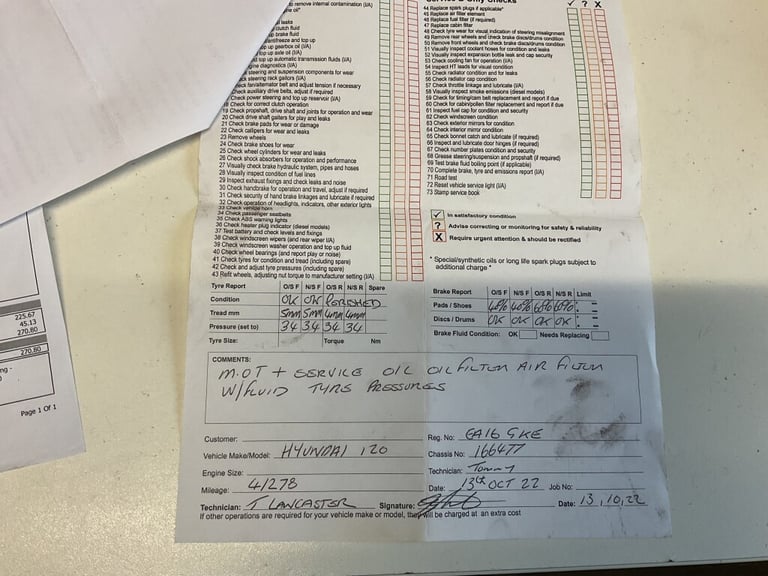 to remove internal contamination (I/A)
leaks
clutch fluid
brake fluid
antifreeze and top up
top up gearbox oil (I/A)
top up axle oil (I/A)
top up automatic transmission fluids (I/A)
engine diagnostics (I/A)
steering and suspension components for wear
steering rack gaitors (I/A)
fan/alternator belt and adjust tension if necessary
Check auxiliary drive belts, adjust if required
Check power steering and top up reservoir (I/A)
Check for correct clutch operation
19 Check propshaft, drive shaft and joints for operation and wear
20 Check drive shaft gaiters for play and leaks
21 Check brake pads for wear or damage
22 Check callipers for wear and leaks
23 Remove wheels
24 Check brake shoes for wear
25 Check wheel cylinders for wear and leaks
26 Check shock absorbers for operation and performance
27 Visually check brake hydraulic system, pipes and hoses
28 Visually inspect condition of fuel lines
29 Inspect exhaust fixings and check leaks and noise
30 Check handbrake for operation and travel, adjust if required
31 Check security of hand brake linkages and lubricate if required
32 Check operation of headlights, indicators, other exterior lights
33 Check vehicle horn
34 Check passenger seatbelts
35 Check ABS warning lights
36 Check heater plug indicator (diesel models)
37 Test battery and check levels and fixings
38 Check windscreen wipers (and rear wiper I/A)
39 Check windscreen washer operation and top up fluid
40 Check wheel bearings (and report play or noise)
41 Check tyres for condition and tread (including spare)
42 Check and adjust tyre pressures (including spare)
43 Refit wheels, adjusting nut torque to manufacturer setting (I/A)
✓ ? X
44 Replace spark plugs if applicable*
45 Replace air filter element
46 Replace fuel filter (if required)
47 Replace cabin filter
48 Check tyre wear for visual indication of steering misalignment
49 Remove rear wheels and check brake discs/drums condition
50 Remove front wheels and check brake discs/drums condition
51 Visually inspect coolant hoses for condition and leaks
52 Visually inspect expansion bottle leak and cap security
53 Check cooling fan for operation (I/A)
54 Inspect HT leads for visual condition
55 Check radiator condition and for leaks
56 Check radiator cap condition
57 Check throttle linkages and lubricate (I/A)
58 Visually inspect smoke emissions (diesel models)
59 Check for timing/cam belt replacement and report if due
60 Check for cabin/pollen filter replacement and report if due
61 Inspect fuel cap for condition and security
62 Check windscreen condition
63 Check exterior mirrors for condition
64 Check interior mirror condition
65 Check bonnet catch and lubricate (if required)
66 Inspect and lubricate door hinges (if required)
67 Check number plates condition and security
68 Grease steering/suspension and propshaft (if required)
69 Test brake fluid boiling point (if applicable)
70 Complete brake, tyre and emissions report (I/A)
71 Road test
72 Reset vehicle service light (I/A)
73 Stamp service book
✓ In satisfactory condition
? Advise correcting or monitoring for safety & reliability
X Require urgent attention & should be rectified
* Special/synthetic oils or long life spark plugs subject to
additional charge *
Tyre Report O/S F N/S F O/S R N/S R Spare
Condition OK OK PERISHED
Tread mm 5mm 5mm 4mm 4mm
Pressure (set to) 34 34 34 34
Tyre Size: Torque Nm
Brake Report O/S F N/S F O/S R N/S R Limit
Pads / Shoes 40% 40% 60% 60%
Discs / Drums OK OK OK OK
Brake Fluid Condition: OK Needs Replacing
COMMENTS:
M.OT + SERVICE OIL OIL FILTER AIR FILTER
W/FLUID TYRE PRESSURES
Customer:
Reg. No: EA16 GKE
Vehicle Make/Model: HYUNDAI I20
Chassis No: 166477
Engine Size:
Technician: Tommy
Mileage: 41278
Date: 13th OCT 22 Job No:
Technician: T LANCASTER Signature: Date: 13,10,22
If other operations are required for your vehicle make or model, they will be charged at an extra cost
225.67
45.13
270.80
270.80
Page 1 Of 1